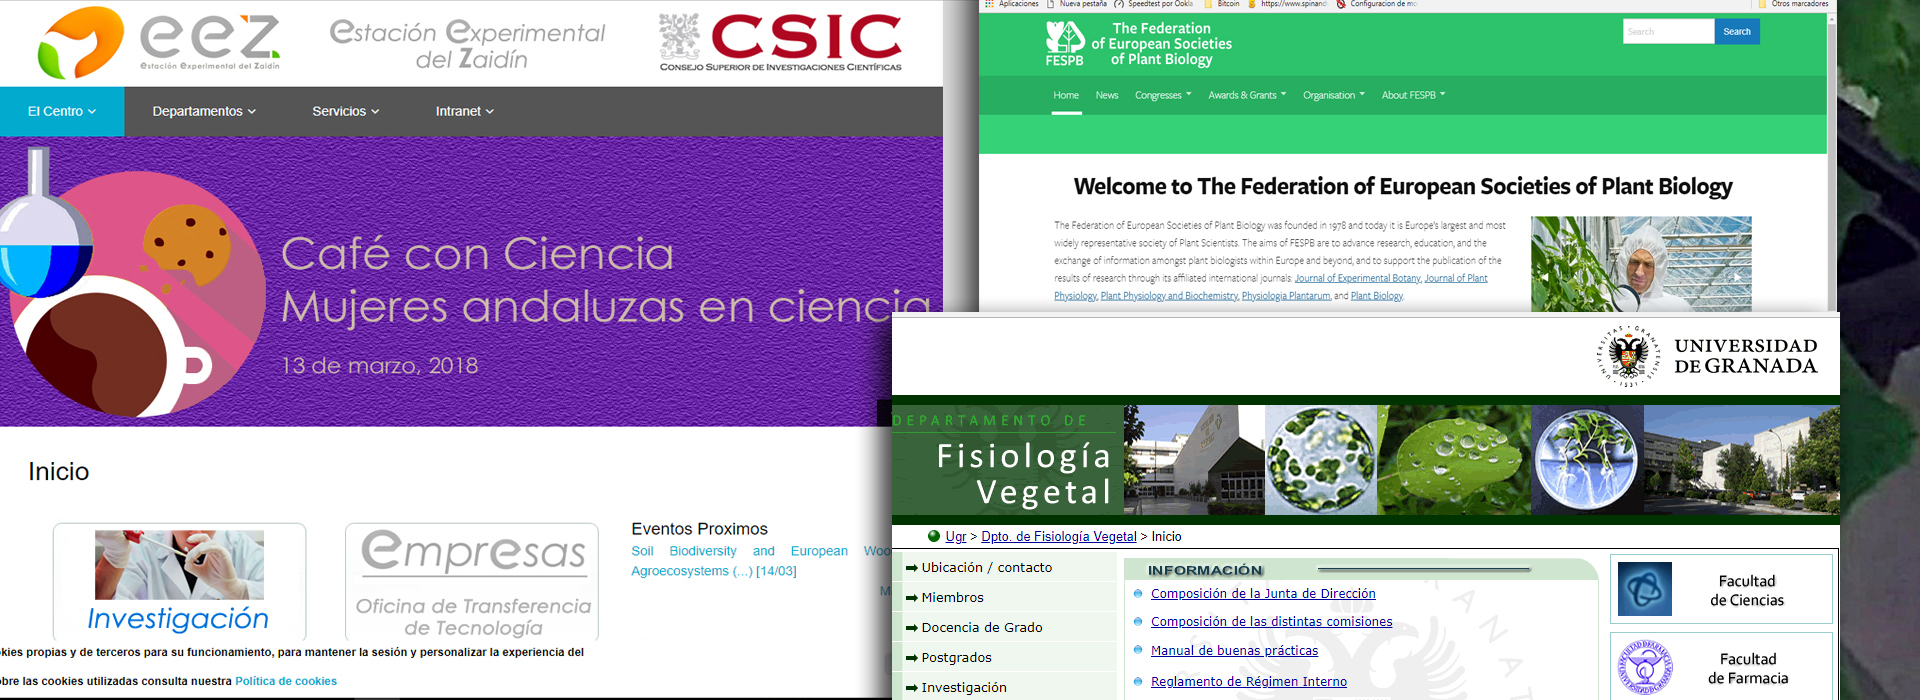 eez
estación experimental del zaidín
estación experimental
del Zaidín
CSIC
CONSEJO SUPERIOR DE INVESTIGACIONES CIENTÍFICAS
El Centro
Departamentos
Servicios
Intranet
Café con Ciencia
Mujeres andaluzas en ciencia
13 de marzo, 2018
Inicio
Investigación
empresas
Oficina de Transferencia
de Tecnología
Eventos Proximos
Soil Biodiversity and European Woo
Agroecosystems (...) [14/03]
kies propias y de terceros para su funcionamiento, para mantener la sesión y personalizar la experiencia del
obre las cookies utilizadas consulta nuestra Política de cookies
Aplicaciones
Nueva pestaña
Speedtest por Ookla
Bitcoin
https://www.spinand
Configuracion de mo
Otros marcadores
FESPB
The Federation
of European Societies
of Plant Biology
Search
Search
Home
News
Congresses
Awards & Grants
Organisation
About FESPB
Welcome to The Federation of European Societies of Plant Biology
The Federation of European Societies of Plant Biology was founded in 1978 and today it is Europe's largest and most
widely representative society of Plant Scientists. The aims of FESPB are to advance research, education, and the
exchange of information amongst plant biologists within Europe and beyond, and to support the publication of the
results of research through its affiliated international journals: Journal of Experimental Botany, Journal of Plant
Physiology, Plant Physiology and Biochemistry, Physiologia Plantarum, and Plant Biology.
UNIVERSIDAD
DE GRANADA
DEPARTAMENTO DE
Fisiología
Vegetal
Ugr > Dpto. de Fisiología Vegetal > Inicio
Ubicación / contacto
Miembros
Docencia de Grado
Postgrados
Investigación
INFORMACIÓN
Composición de la Junta de Dirección
Composición de las distintas comisiones
Manual de buenas prácticas
Reglamento de Régimen Interno
Facultad
de Ciencias
Facultad
de Farmacia